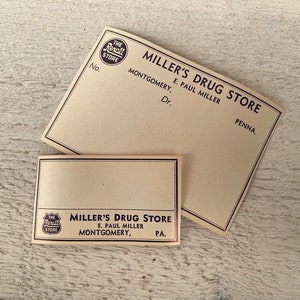 THE
Rexall
STORE
MILLER'S DRUG STORE
E. PAUL MILLER
MONTGOMERY, PENNA.
No. Dr.
THE
Rexall
STORE
MILLER'S DRUG STORE
E. PAUL MILLER
MONTGOMERY, PA.